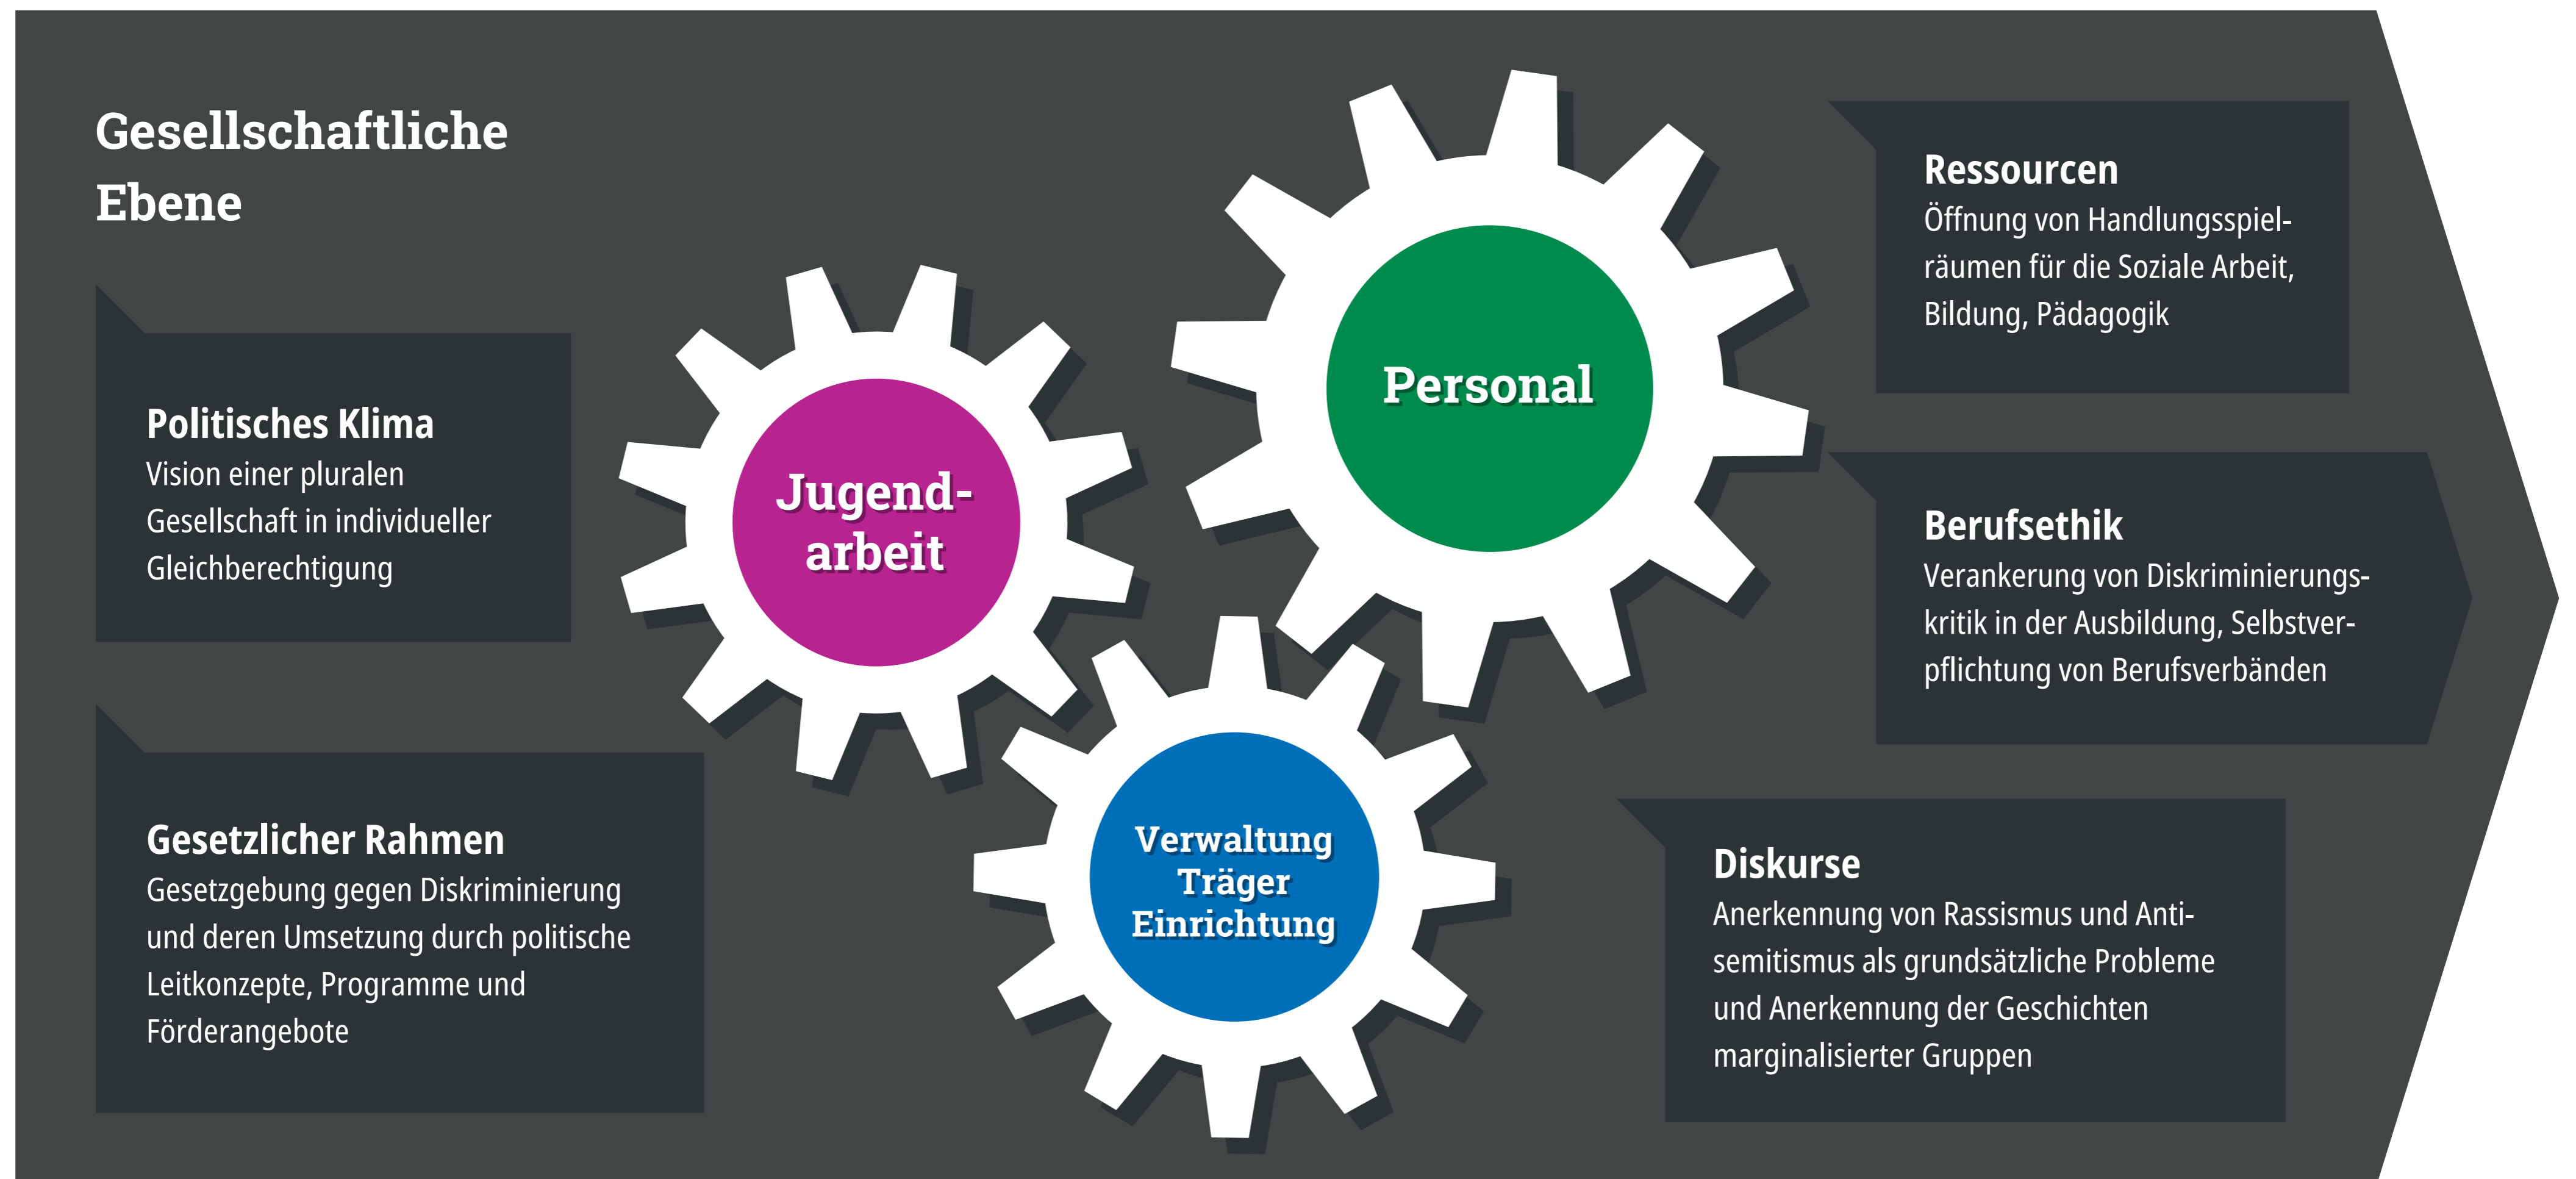 Gesellschaftliche
Ebene
Politisches Klima
Vision einer pluralen
Gesellschaft in individueller
Gleichberechtigung
Gesetzlicher Rahmen
Gesetzgebung gegen Diskriminierung
und deren Umsetzung durch politische
Leitkonzepte, Programme und
Förderangebote
Jugend-
arbeit
Personal
Verwaltung
Träger
Einrichtung
Ressourcen
Öffnung von Handlungsspiel-
räumen für die Soziale Arbeit,
Bildung, Pädagogik
Berufsethik
Verankerung von Diskriminierungs-
kritik in der Ausbildung, Selbstver-
pflichtung von Berufsverbänden
Diskurse
Anerkennung von Rassismus und Anti-
semitismus als grundsätzliche Probleme
und Anerkennung der Geschichten
marginalisierter Gruppen